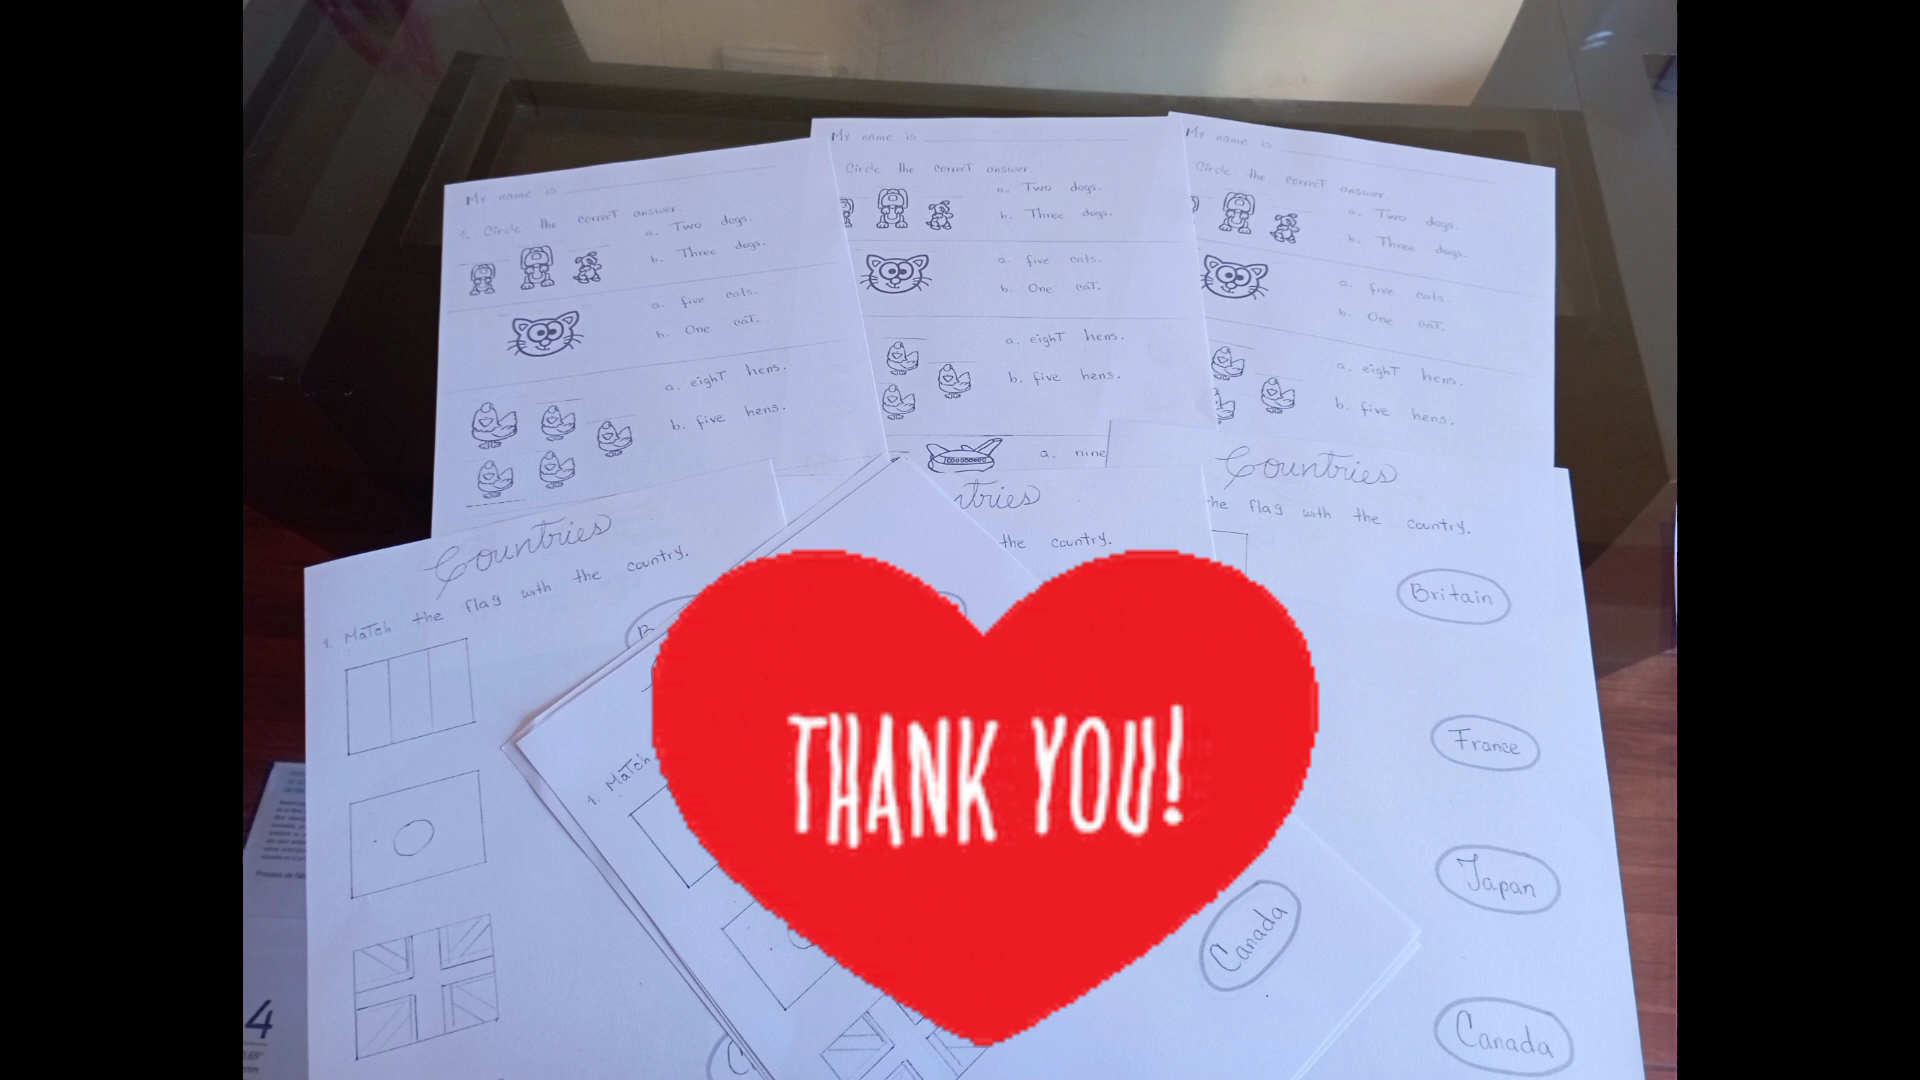 My name is
1. Circle the correct answer.
a. Two dogs.
b. Three dogs.
a. five cats.
b. One cat.
a. eight hens.
b. five hens.
My name is
Circle the correct answer.
a. Two dogs.
b. Three dogs.
a. five cats.
b. One cat.
a. eight hens.
b. five hens.
a. nine
My name is
Circle the correct answer
a. Two dogs.
b. Three dogs.
a. five cats.
b. One cat.
a. eight hens.
b. five hens.
Countries
1. Match the flag with the country.
ntries
the country.
1. Match
Canada
Countries
the flag with the country.
Britain
France
Japan
Canada
THANK YOU!
4